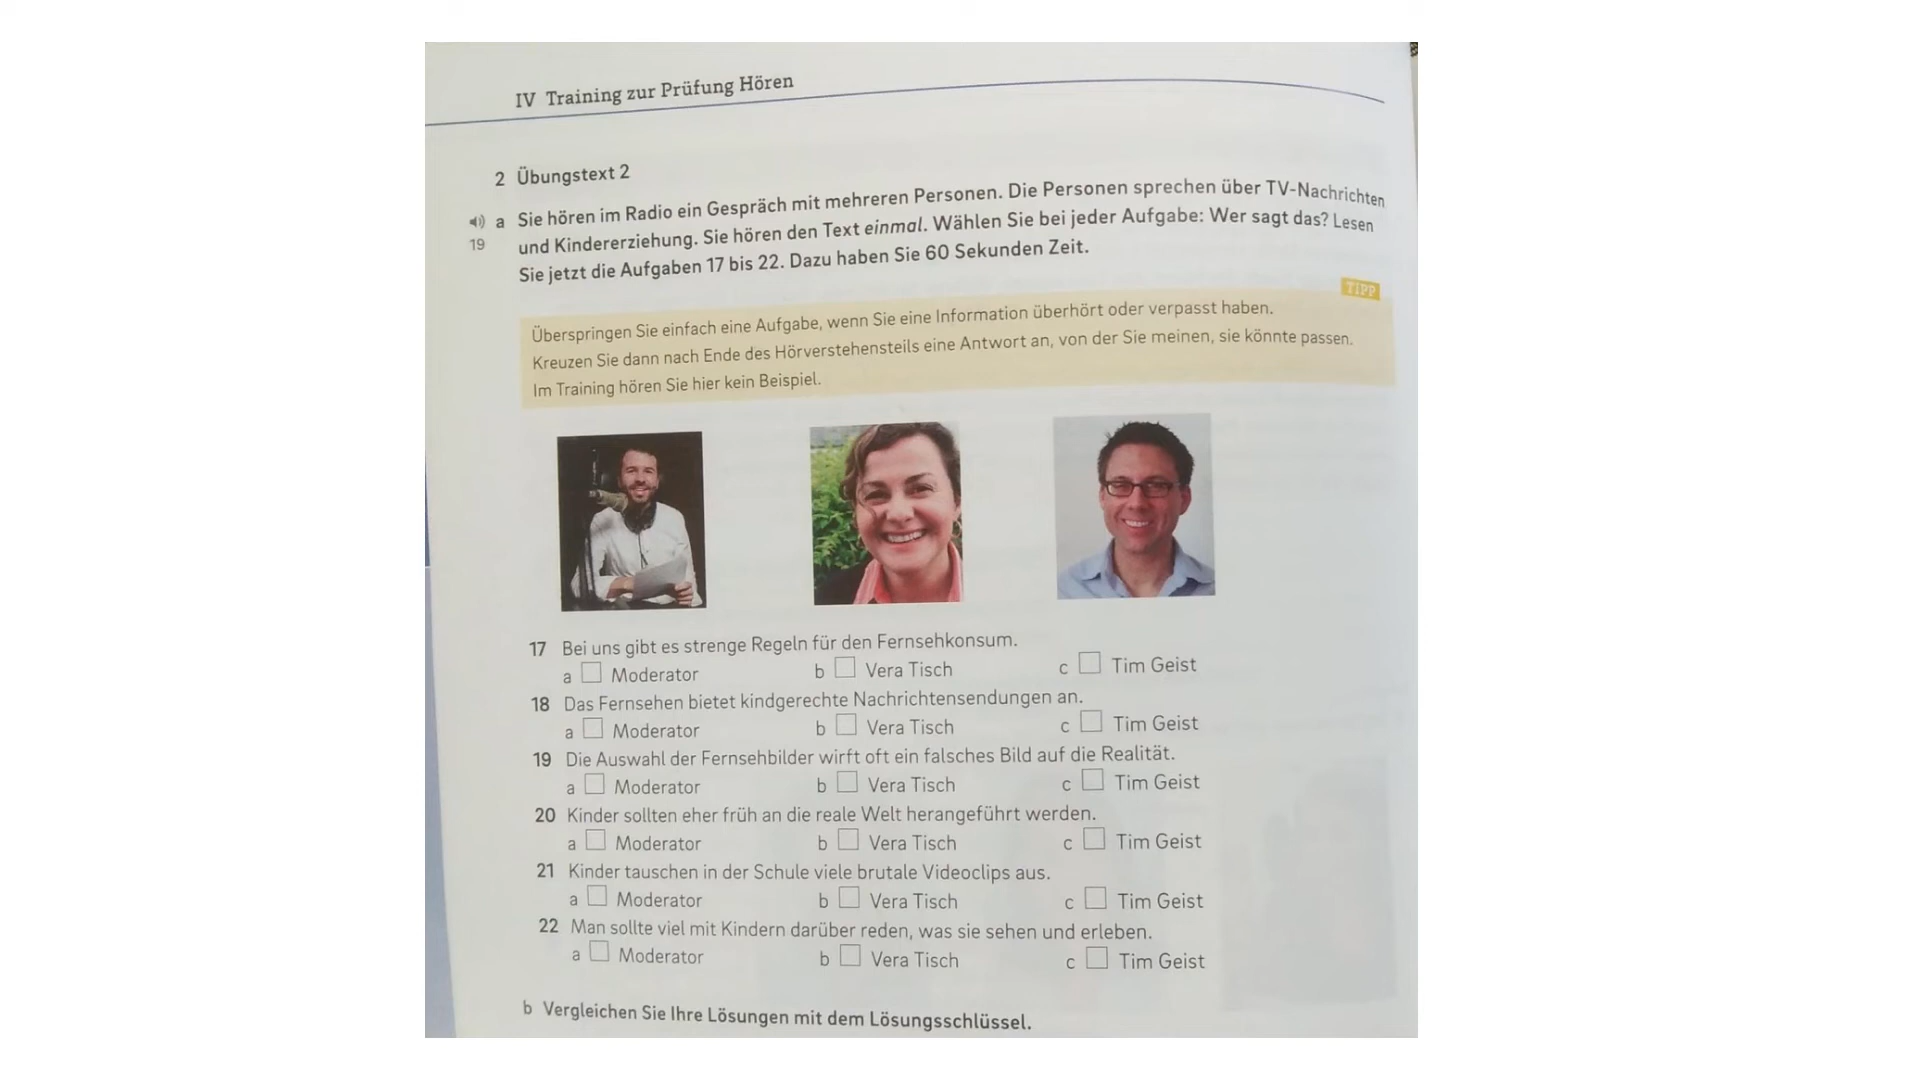 IV Training zur Prüfung Hören
2 Übungstext 2
a Sie hören im Radio ein Gespräch mit mehreren Personen. Die Personen sprechen über TV-Nachrichten
19 und Kindererziehung. Sie hören den Text einmal. Wählen Sie bei jeder Aufgabe: Wer sagt das? Lesen
Sie jetzt die Aufgaben 17 bis 22. Dazu haben Sie 60 Sekunden Zeit.
TIPP
Überspringen Sie einfach eine Aufgabe, wenn Sie eine Information überhört oder verpasst haben.
Kreuzen Sie dann nach Ende des Hörverstehensteils eine Antwort an, von der Sie meinen, sie könnte passen.
Im Training hören Sie hier kein Beispiel.
17 Bei uns gibt es strenge Regeln für den Fernsehkonsum.
a Moderator b Vera Tisch c Tim Geist
18 Das Fernsehen bietet kindgerechte Nachrichtensendungen an.
a Moderator b Vera Tisch c Tim Geist
19 Die Auswahl der Fernsehbilder wirft oft ein falsches Bild auf die Realität.
a Moderator b Vera Tisch c Tim Geist
20 Kinder sollten eher früh an die reale Welt herangeführt werden.
a Moderator b Vera Tisch c Tim Geist
21 Kinder tauschen in der Schule viele brutale Videoclips aus.
a Moderator b Vera Tisch c Tim Geist
22 Man sollte viel mit Kindern darüber reden, was sie sehen und erleben.
a Moderator b Vera Tisch c Tim Geist
b Vergleichen Sie Ihre Lösungen mit dem Lösungsschlüssel.